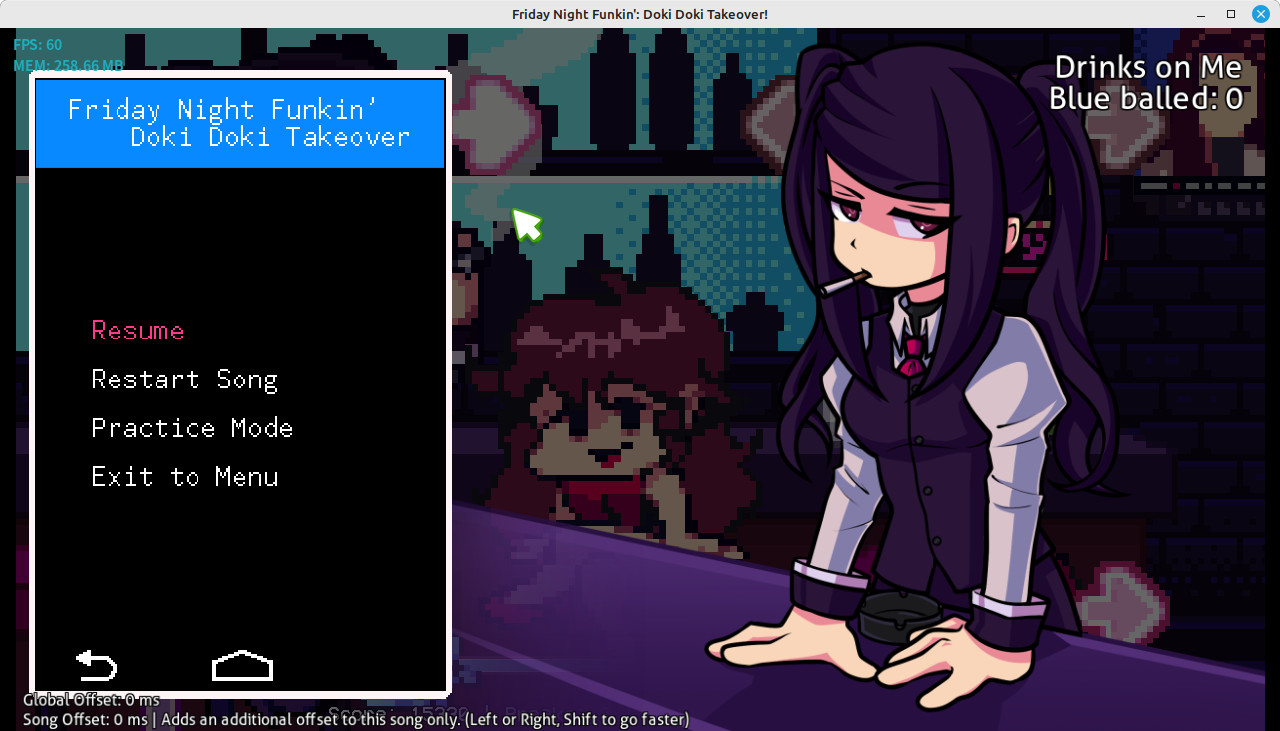 Friday Night Funkin': Doki Doki Takeover!
FPS: 60
MEM: 258.66 MB
Drinks on Me
Blue balled: 0
Friday Night Funkin'
Doki Doki Takeover
Resume
Restart Song
Practice Mode
Exit to Menu
Global Offset: 0 ms
Song Offset: 0 ms | Adds an additional offset to this song only. (Left or Right, Shift to go faster)